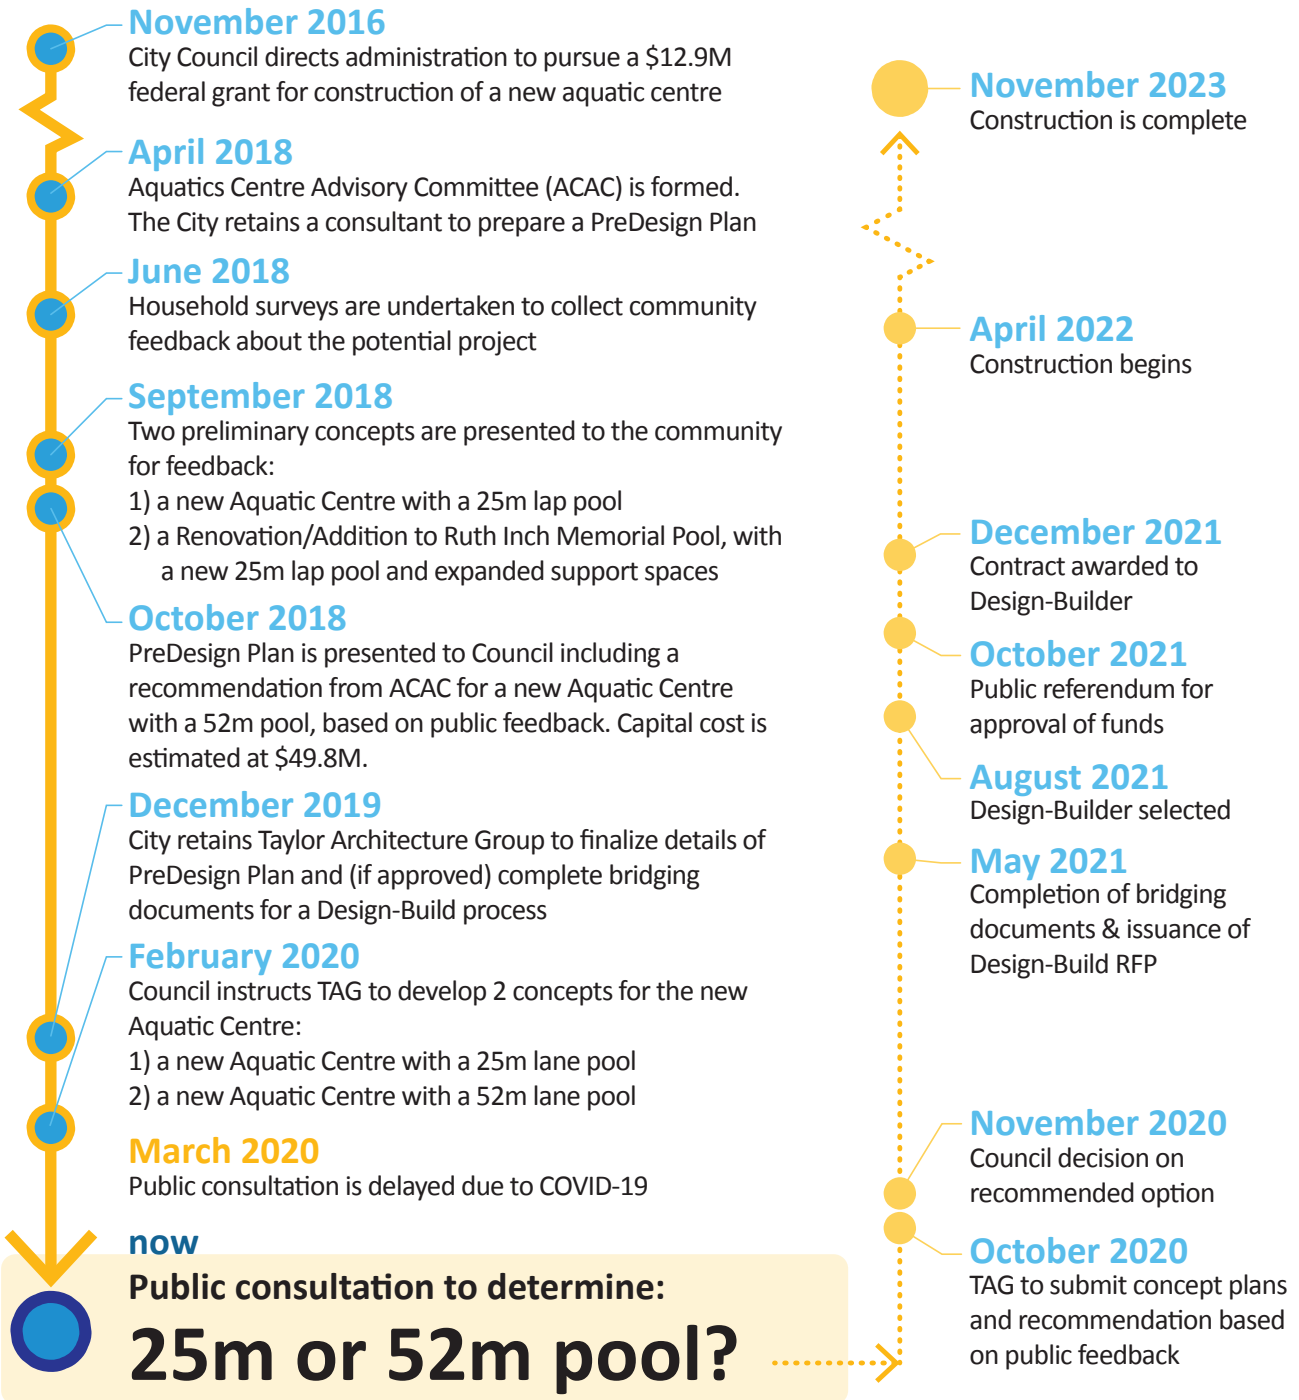 November 2016
City Council directs administration to pursue a $12.9M
federal grant for construction of a new aquatic centre
April 2018
Aquatics Centre Advisory Committee (ACAC) is formed.
The City retains a consultant to prepare a PreDesign Plan
June 2018
Household surveys are undertaken to collect community
feedback about the potential project
September 2018
Two preliminary concepts are presented to the community
for feedback:
1) a new Aquatic Centre with a 25m lap pool
2) a Renovation/Addition to Ruth Inch Memorial Pool, with
a new 25m lap pool and expanded support spaces
October 2018
PreDesign Plan is presented to Council including a
recommendation from ACAC for a new Aquatic Centre
with a 52m pool, based on public feedback. Capital cost is
estimated at $49.8M.
December 2019
City retains Taylor Architecture Group to finalize details of
PreDesign Plan and (if approved) complete bridging
documents for a Design-Build process
February 2020
Council instructs TAG to develop 2 concepts for the new
Aquatic Centre:
1) a new Aquatic Centre with a 25m lane pool
2) a new Aquatic Centre with a 52m lane pool
March 2020
Public consultation is delayed due to COVID-19
now
Public consultation to determine:
25m or 52m pool?
November 2023
Construction is complete
April 2022
Construction begins
December 2021
Contract awarded to
Design-Builder
October 2021
Public referendum for
approval of funds
August 2021
Design-Builder selected
May 2021
Completion of bridging
documents & issuance of
Design-Build RFP
November 2020
Council decision on
recommended option
October 2020
TAG to submit concept plans
and recommendation based
on public feedback